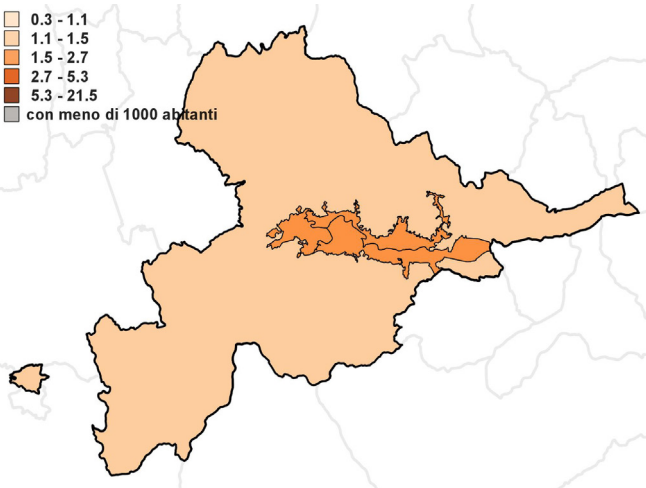 0.3 - 1.1
1.1 - 1.5
1.5 - 2.7
2.7 - 5.3
5.3 - 21.5
con meno di 1000 abitanti